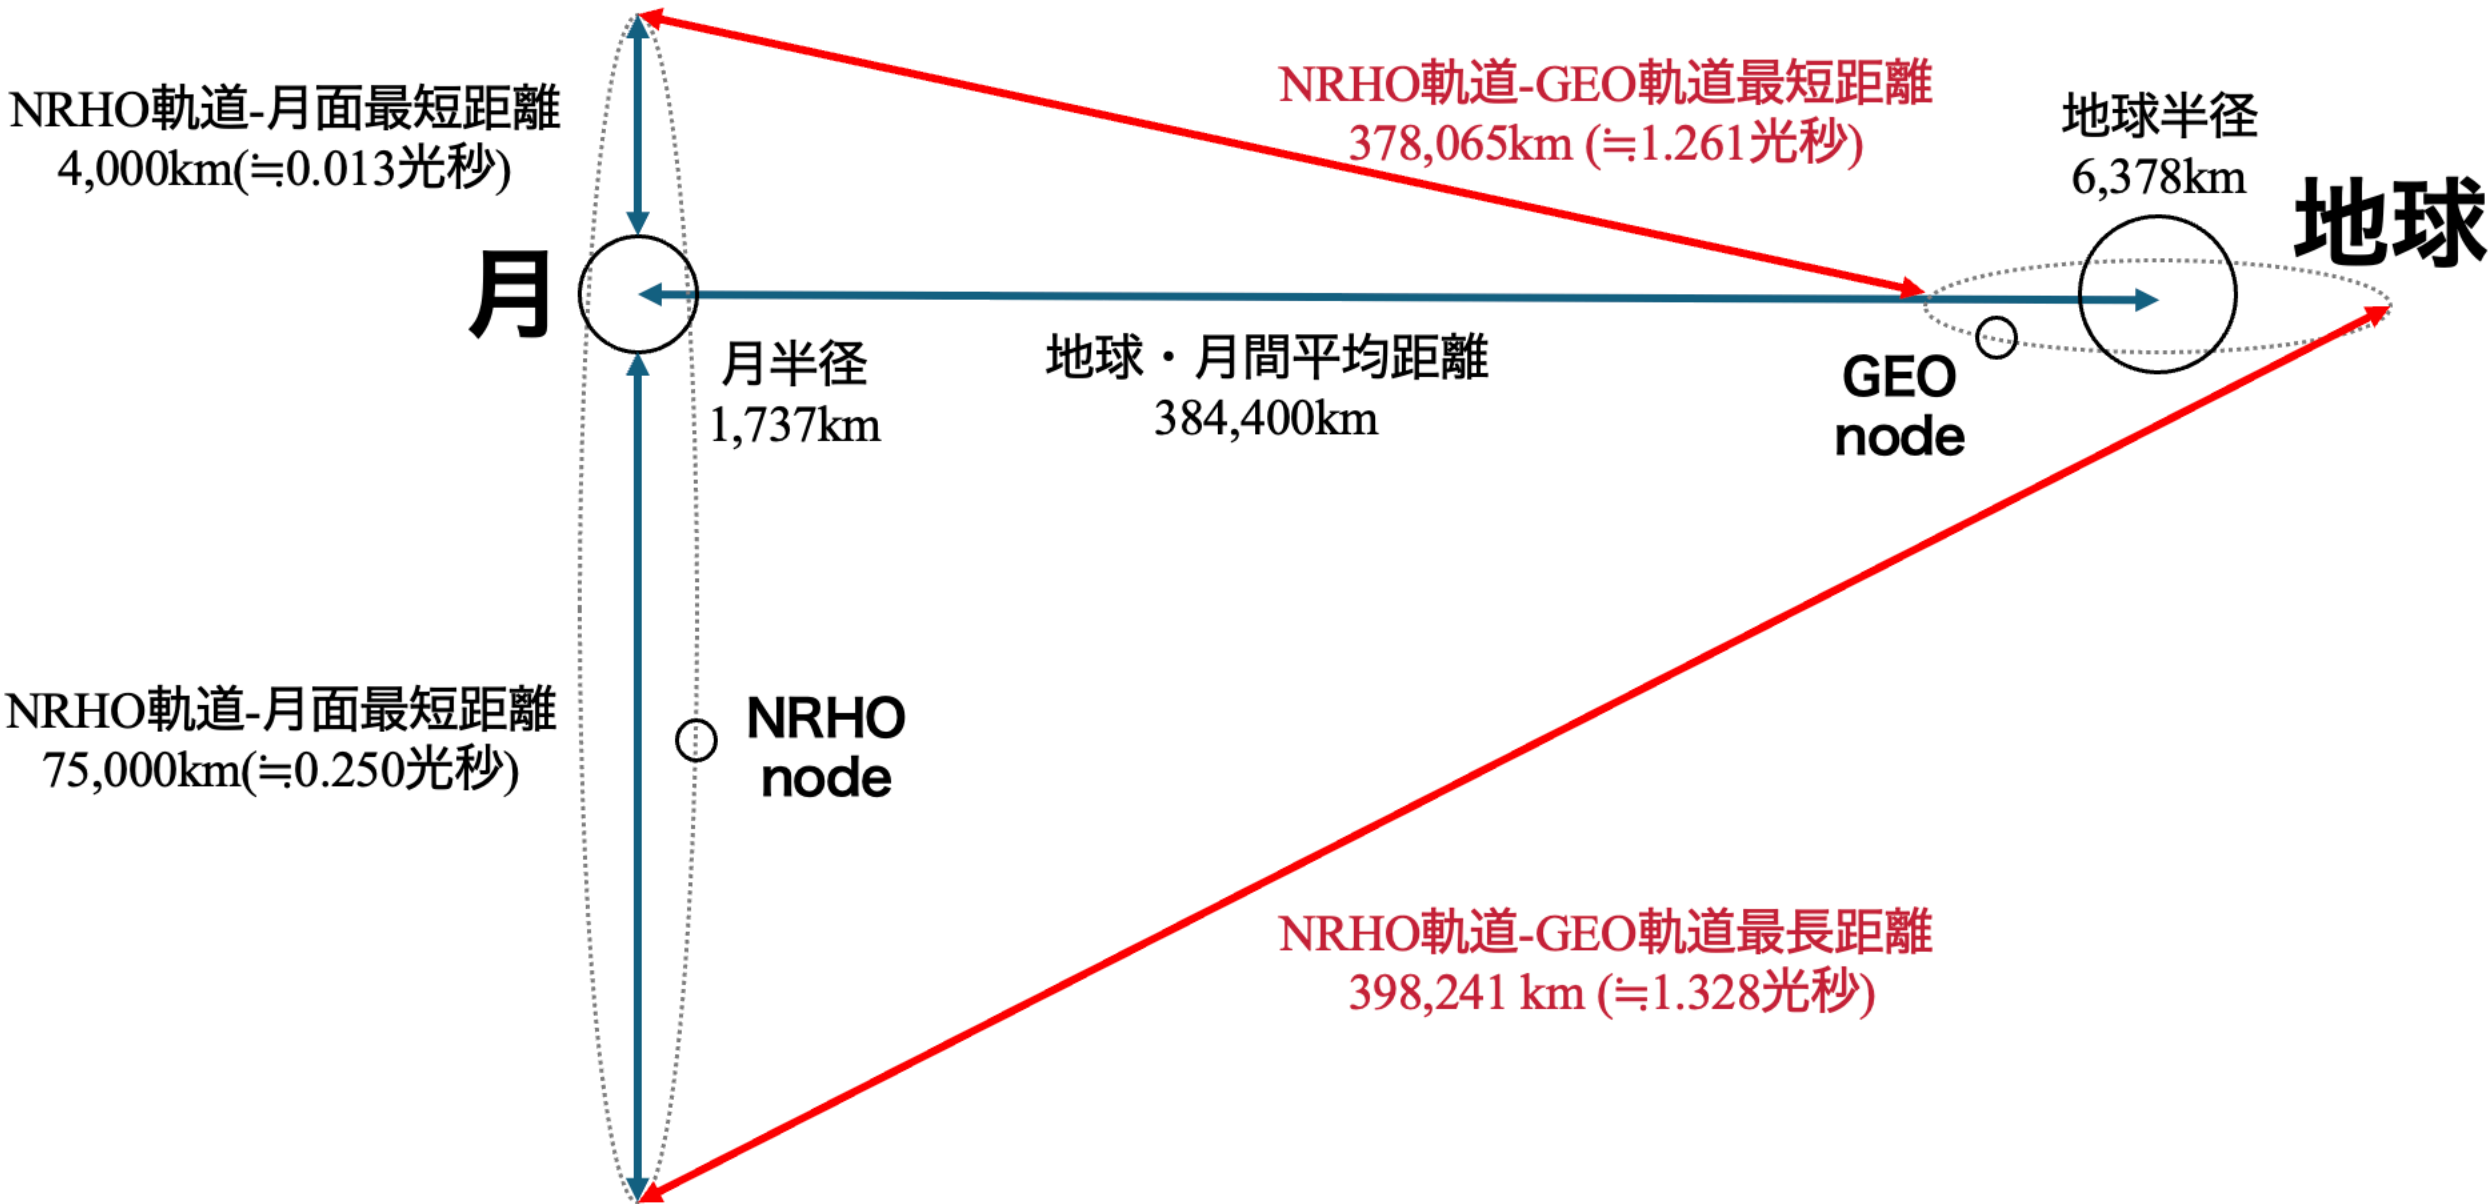 NRHO軌道-月面最短距離
4,000km(≒0.013光秒)
NRHO軌道-GEO軌道最短距離
378,065km (≒1.261光秒)
地球半径
6,378km
地球
月
月半径
1,737km
地球・月間平均距離
384,400km
GEO
node
NRHO軌道-月面最短距離
75,000km(≒0.250光秒)
NRHO
node
NRHO軌道-GEO軌道最長距離
398,241 km (≒1.328光秒)